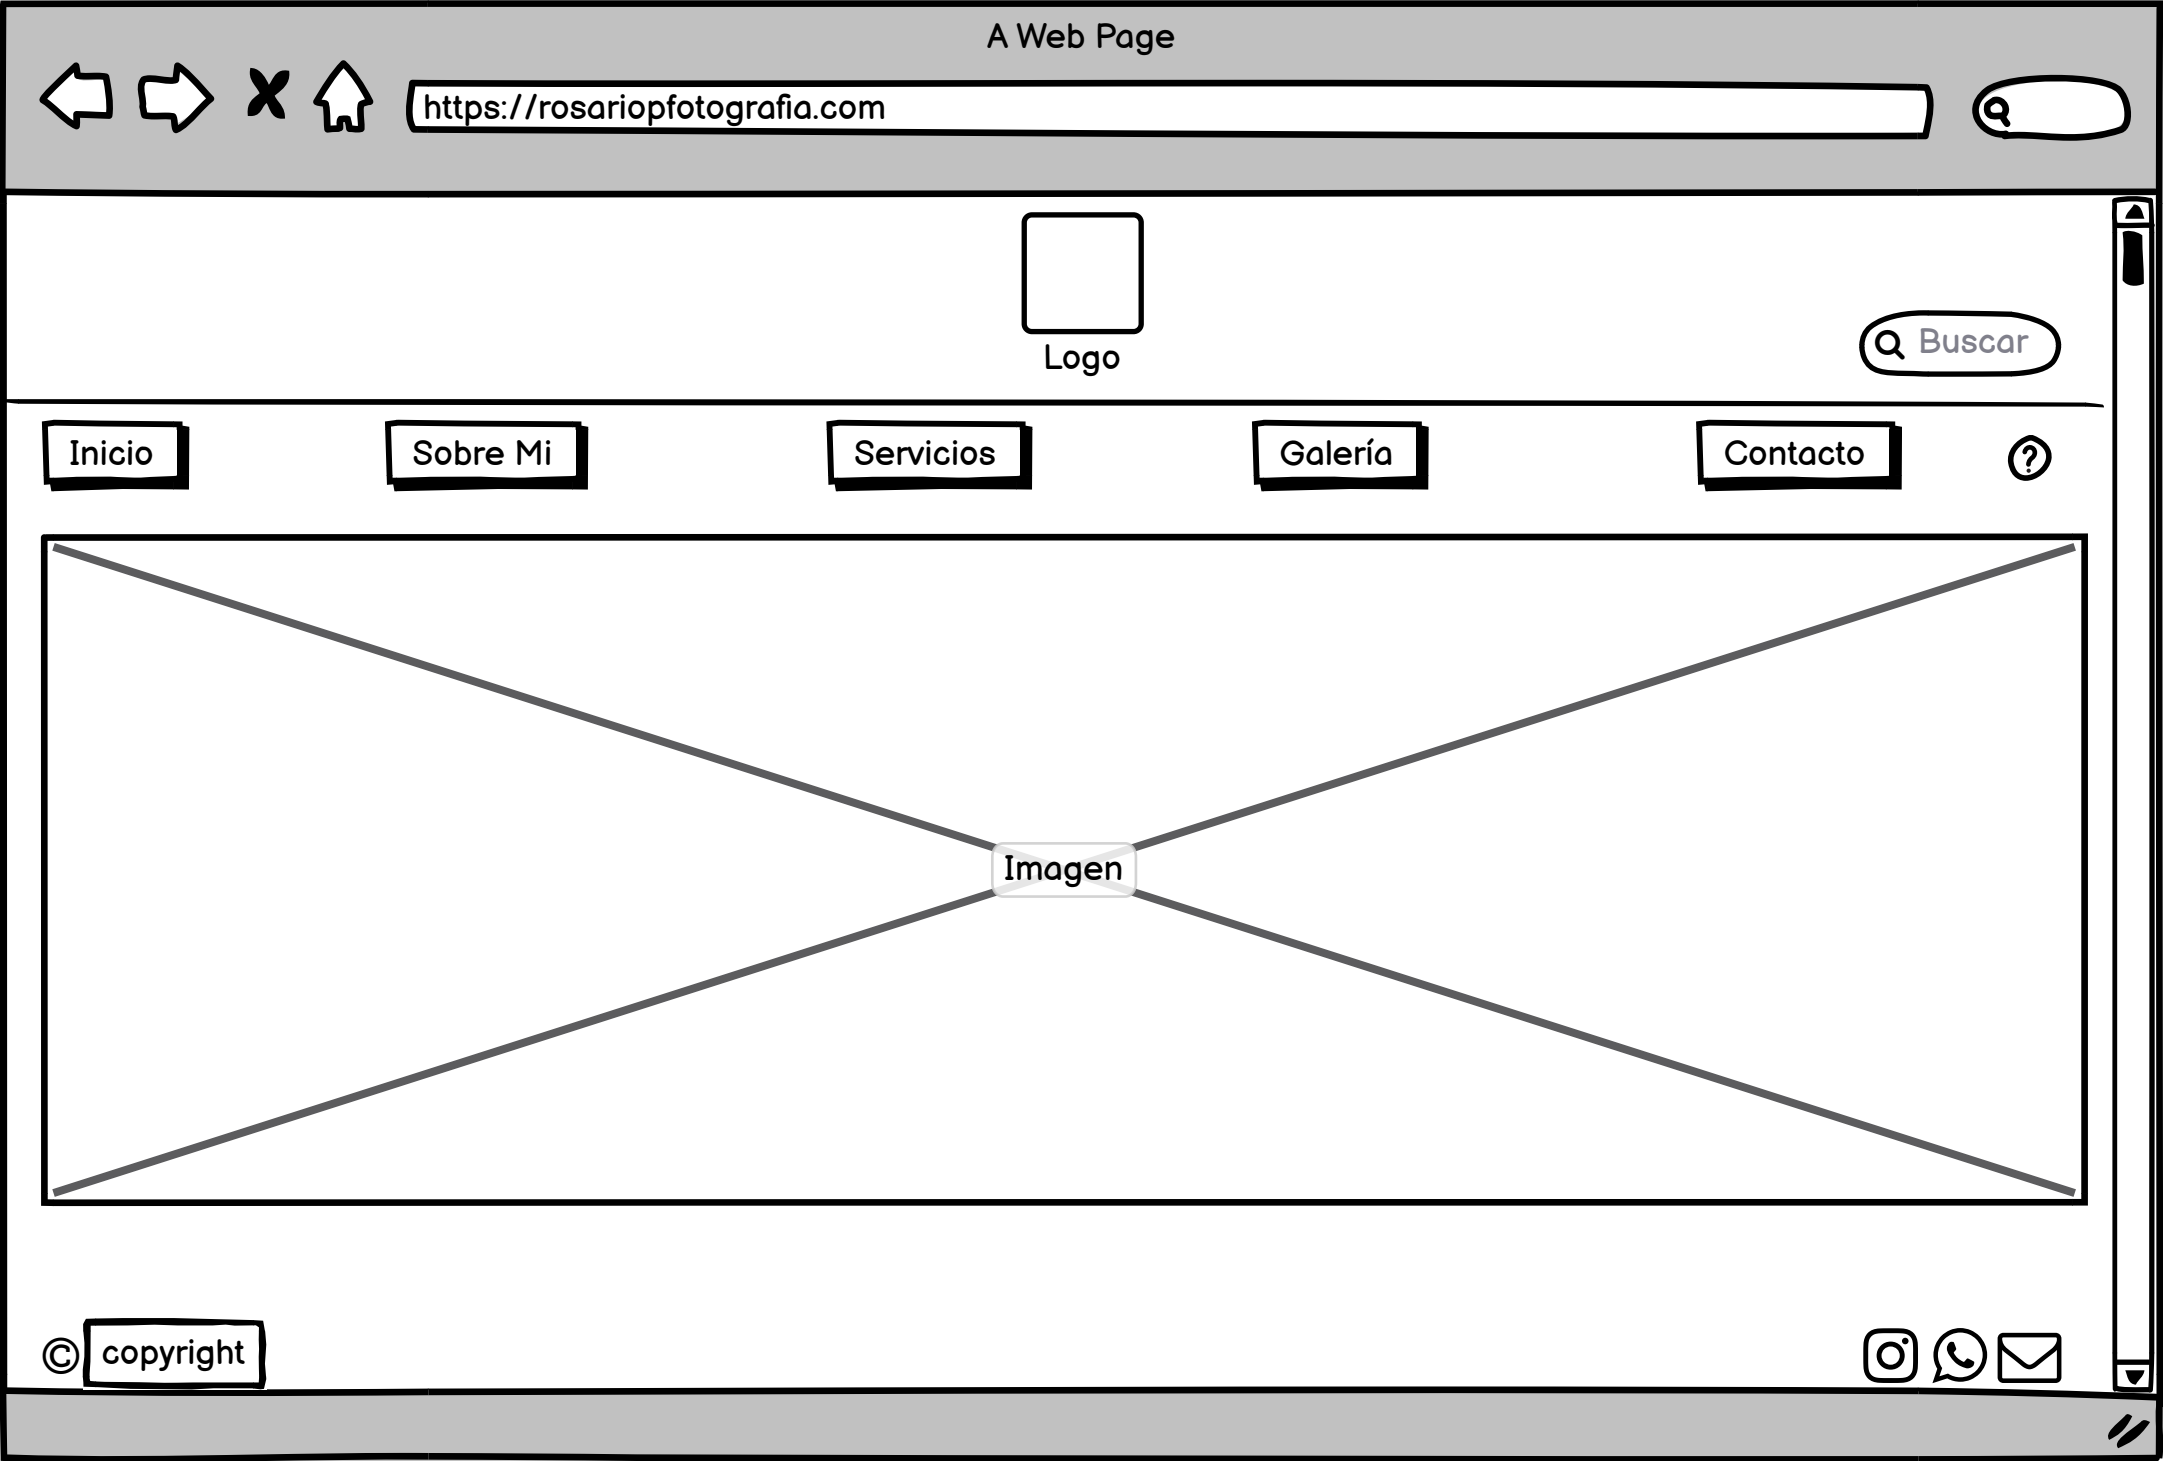 A Web Page
https://rosariopfotografia.com
Logo
Buscar
Inicio
Sobre Mi
Servicios
Galería
Contacto
?
Imagen
© copyright